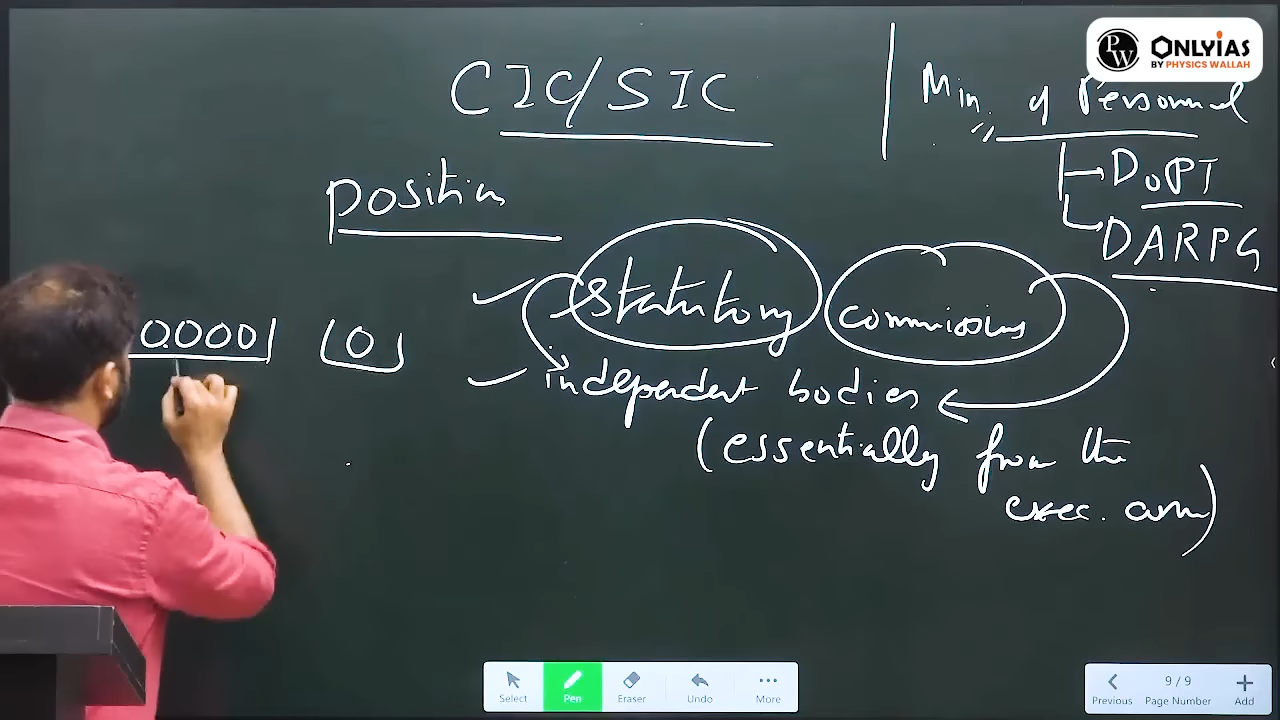 PW ONLYIAS
BY PHYSICS WALLAH
CIC/SIC
Min. of Personnel
DoPT
DARPG
position
statutory commissions
0.0001 (0)
independent bodies
(essentially from the
exec. arm)
Select
Pen
Eraser
Undo
More
Previous
9 / 9
Page Number
Add